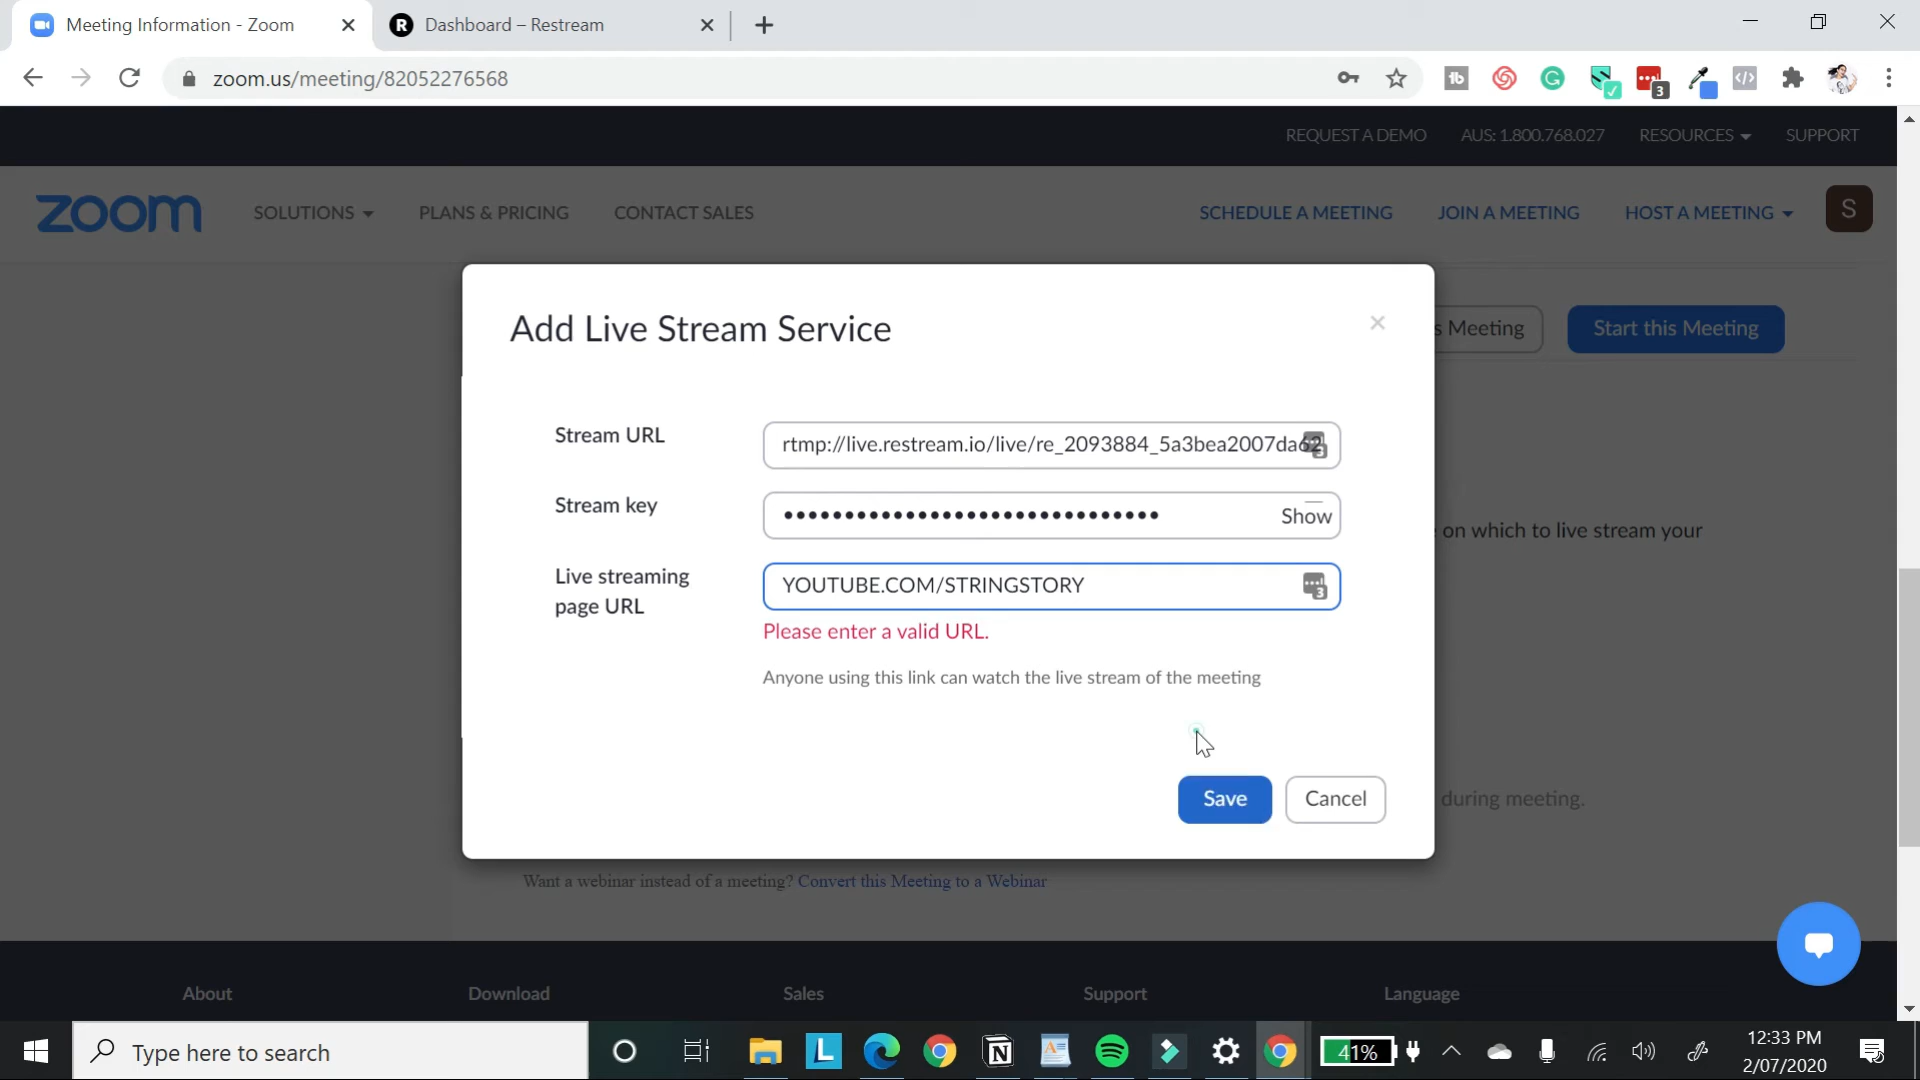 Meeting Information - Zoom
Dashboard – Restream
zoom.us/meeting/82052276568
REQUEST A DEMO
AUS: 1.800.768.027
RESOURCES
SUPPORT
zoom
SOLUTIONS
PLANS & PRICING
CONTACT SALES
SCHEDULE A MEETING
JOIN A MEETING
HOST A MEETING
S
Add Live Stream Service
s Meeting
Start this Meeting
Stream URL
rtmp://live.restream.io/live/re_2093884_5a3bea2007da62
Stream key
Show
on which to live stream your
Live streaming
page URL
YOUTUBE.COM/STRINGSTORY
Please enter a valid URL.
Anyone using this link can watch the live stream of the meeting
Save
Cancel
during meeting.
Want a webinar instead of a meeting? Convert this Meeting to a Webinar
About
Download
Sales
Support
Language
Type here to search
41%
12:33 PM
2/07/2020